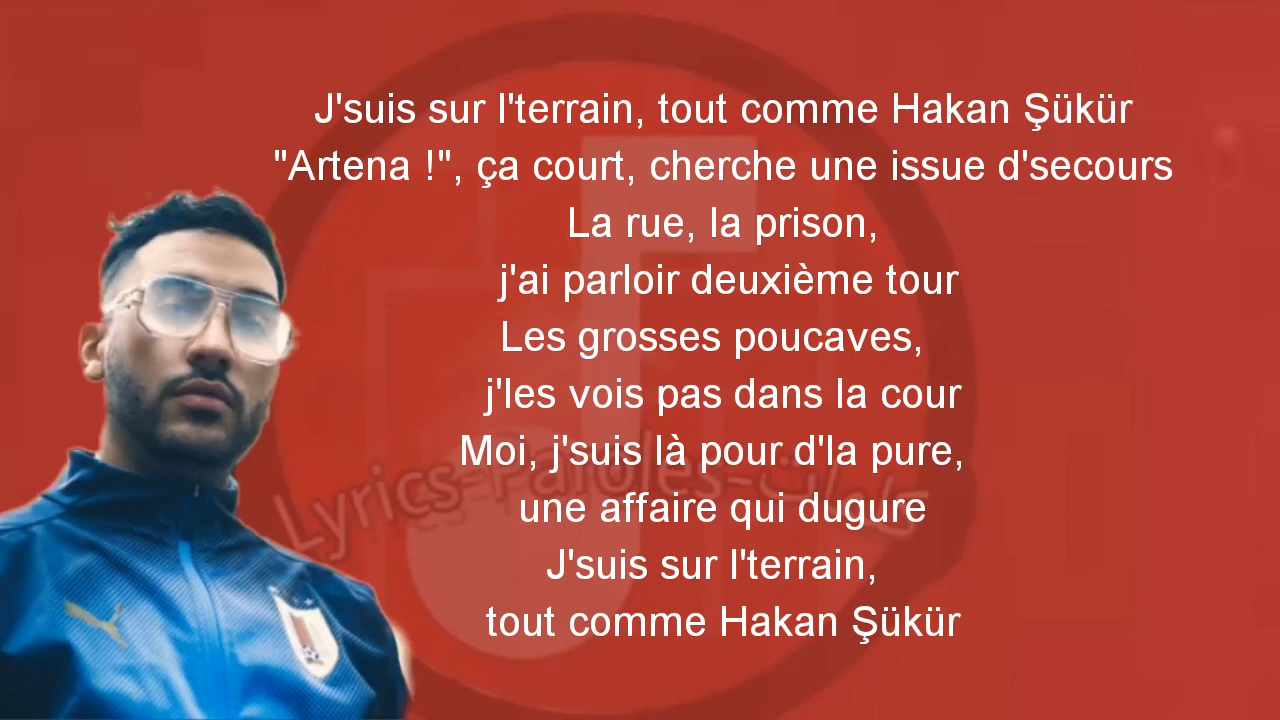 J'suis sur l'terrain, tout comme Hakan Şükür
"Artena !", ça court, cherche une issue d'secours
La rue, la prison,
j'ai parloir deuxième tour
Les grosses poucaves,
j'les vois pas dans la cour
Moi, j'suis là pour d'la pure,
une affaire qui dugure
J'suis sur l'terrain,
tout comme Hakan Şükür
Lyrics-Paroles-